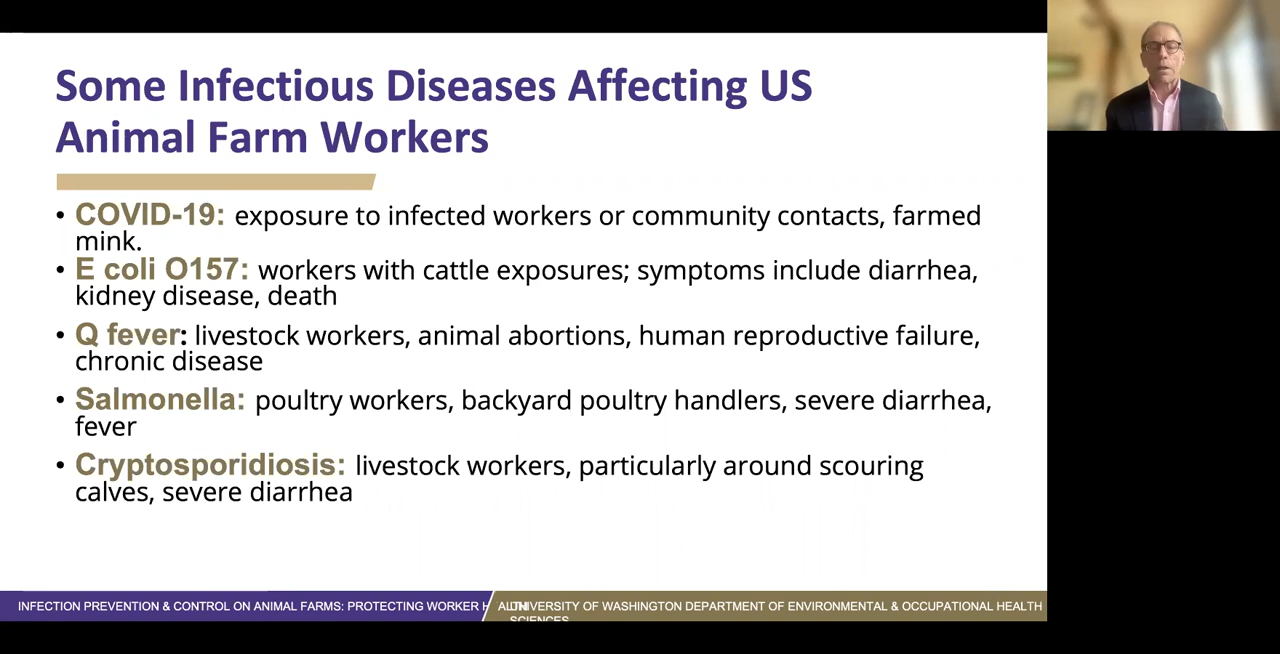 Some Infectious Diseases Affecting US
Animal Farm Workers
• COVID-19: exposure to infected workers or community contacts, farmed
mink.
• E coli O157: workers with cattle exposures; symptoms include diarrhea,
kidney disease, death
• Q fever: livestock workers, animal abortions, human reproductive failure,
chronic disease
• Salmonella: poultry workers, backyard poultry handlers, severe diarrhea,
fever
• Cryptosporidiosis: livestock workers, particularly around scouring
calves, severe diarrhea
INFECTION PREVENTION & CONTROL ON ANIMAL FARMS: PROTECTING WORKER HEALTH
UNIVERSITY OF WASHINGTON DEPARTMENT OF ENVIRONMENTAL & OCCUPATIONAL HEALTH
SCIENCES